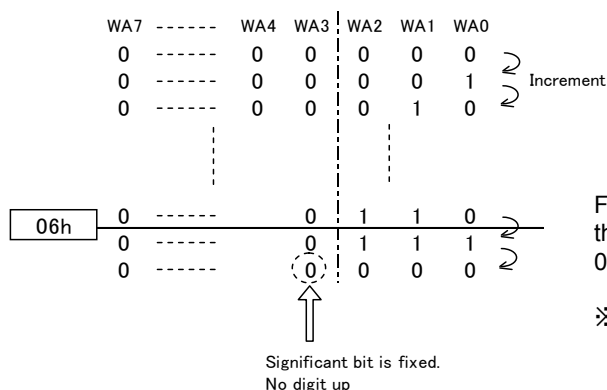 WA7 ------ WA4 WA3 WA2 WA1 WA0
0 ------ 0 0 0 0 0
0 ------ 0 0 0 0 1
Increment
0 ------ 0 0 0 1 0
0 ------ 0 1 1 0
06h
0 ------ 0 1 1 1
0 ------ 0 0 0 0
F
th
0
※
Significant bit is fixed.
No digit up